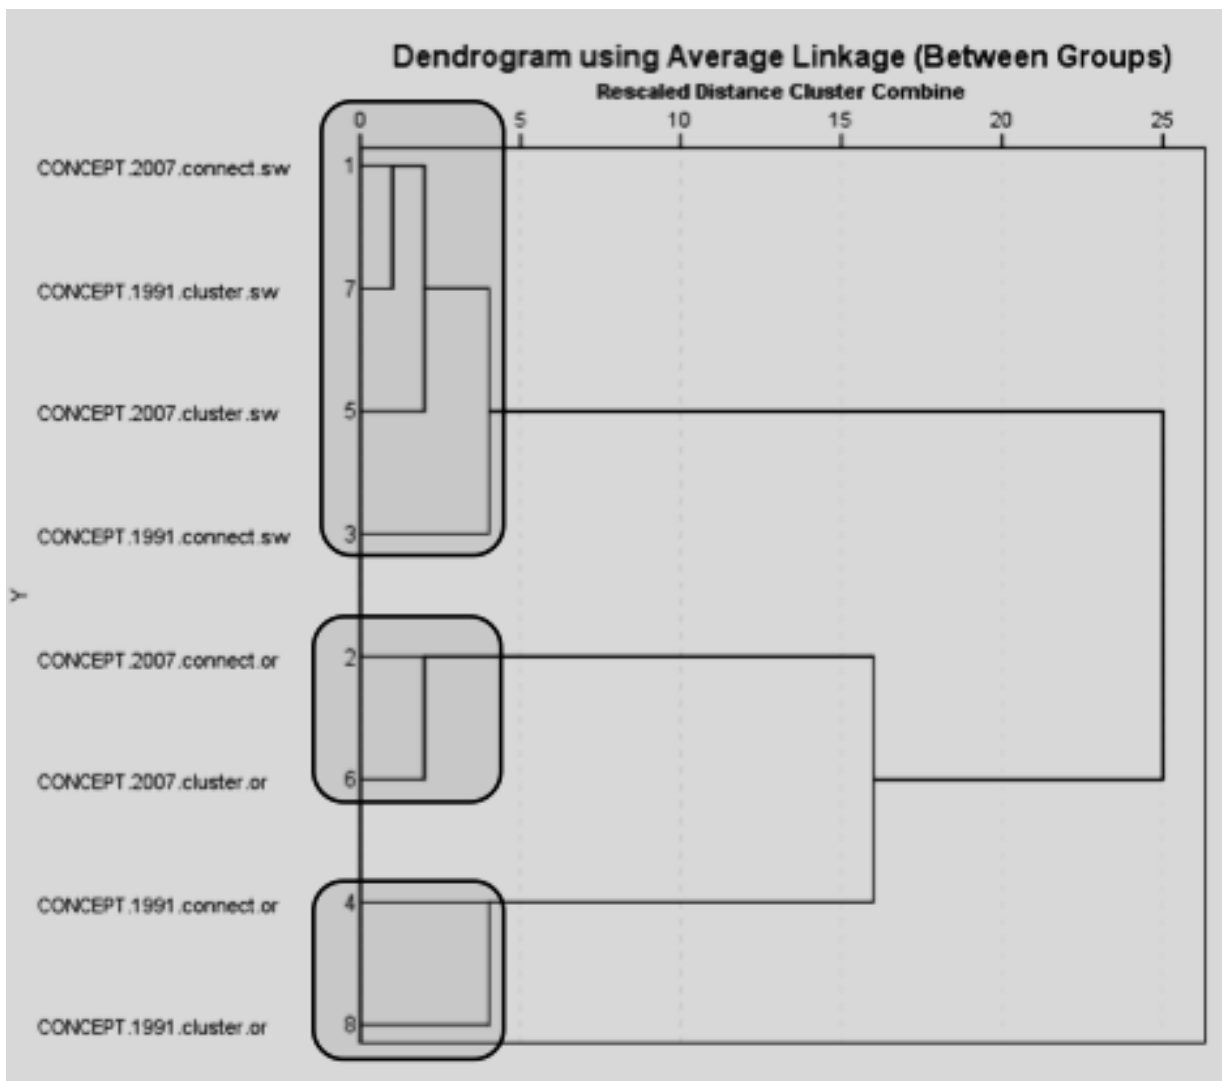 Dendrogram using Average Linkage (Between Groups)
Rescaled Distance Cluster Combine
0 5 10 15 20 25
CONCEPT.2007.connect.sw 1
CONCEPT.1991.cluster.sw 7
CONCEPT.2007.cluster.sw 5
CONCEPT.1991.connect.sw 3
Y
CONCEPT.2007.connect.or 2
CONCEPT.2007.cluster.or 6
CONCEPT.1991.connect.or 4
CONCEPT.1991.cluster.or 8